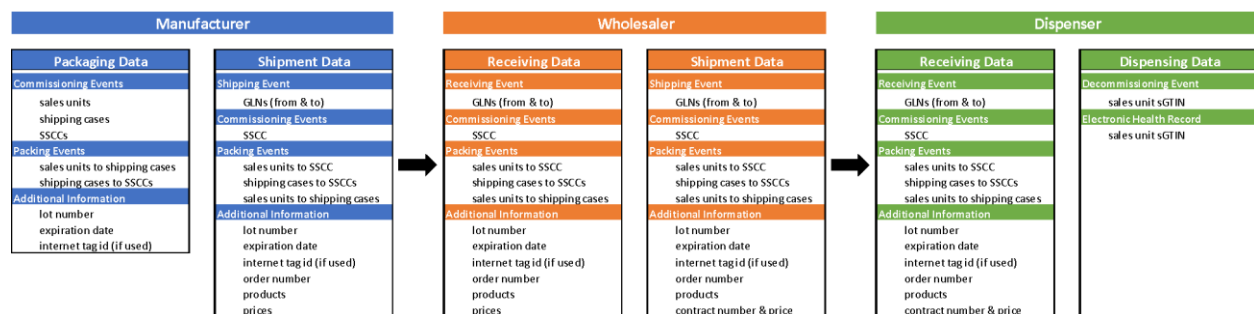 Manufacturer
Packaging Data
Commissioning Events
sales units
shipping cases
SSCCs
Packing Events
sales units to shipping cases
shipping cases to SSCCs
Additional Information
lot number
expiration date
internet tag id (if used)
Shipment Data
Shipping Event
GLNs (from & to)
Commissioning Events
SSCC
Packing Events
sales units to SSCC
shipping cases to SSCCs
sales units to shipping cases
Additional Information
lot number
expiration date
internet tag id (if used)
order number
products
prices
Wholesaler
Receiving Data
Receiving Event
GLNs (from & to)
Commissioning Events
SSCC
Packing Events
sales units to SSCC
shipping cases to SSCCs
sales units to shipping cases
Additional Information
lot number
expiration date
internet tag id (if used)
order number
products
prices
Shipment Data
Shipping Event
GLNs (from & to)
Commissioning Events
SSCC
Packing Events
sales units to SSCC
shipping cases to SSCCs
sales units to shipping cases
Additional Information
lot number
expiration date
internet tag id (if used)
order number
products
contract number & price
Dispenser
Receiving Data
Receiving Event
GLNs (from & to)
Commissioning Events
SSCC
Packing Events
sales units to SSCC
shipping cases to SSCCs
sales units to shipping cases
Additional Information
lot number
expiration date
internet tag id (if used)
order number
products
contract number & price
Dispensing Data
Decommissioning Event
sales unit sGTIN
Electronic Health Record
sales unit sGTIN